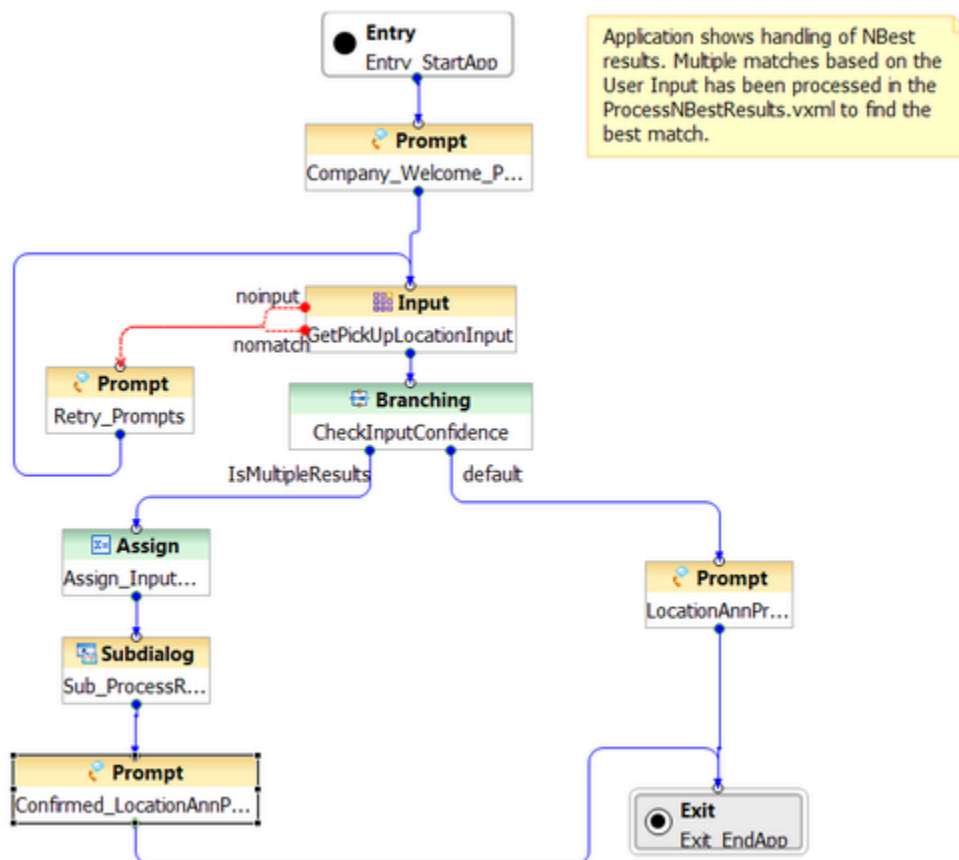 Entry
Entry_StartApp
Application shows handling of NBest
results. Multiple matches based on the
User Input has been processed in the
ProcessNBestResults.vxml to find the
best match.
Prompt
Company_Welcome_P...
noinput
Input
nomatch
GetPickUpLocationInput
Prompt
Retry_Prompts
Branching
CheckInputConfidence
IsMultipleResults
default
Assign
Assign_Input...
Prompt
LocationAnnPr...
Subdialog
Sub_ProcessR...
Prompt
Confirmed_LocationAnnP...
Exit
Exit_EndApp